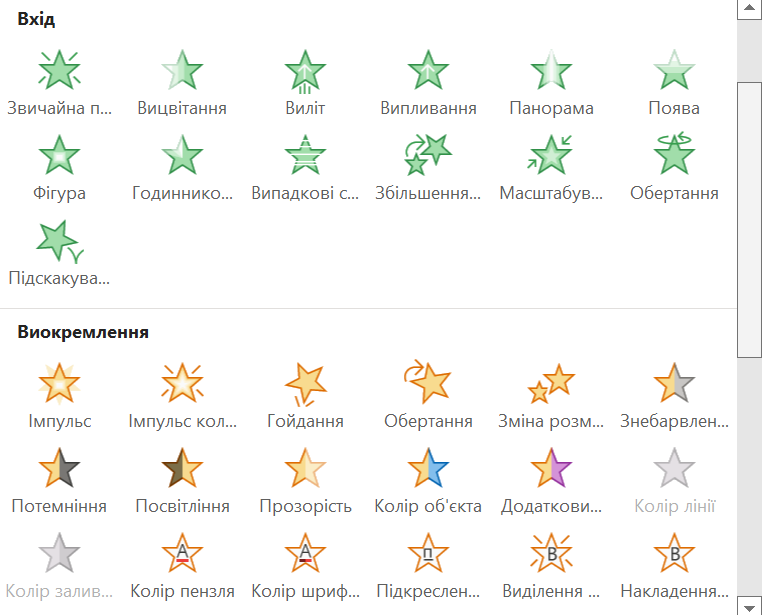 Вхід
Звичайна п...
Вицвітання
Виліт
Випливання
Панорама
Поява
Фігура
Годиннико...
Випадкові с...
Збільшення...
Масштабув...
Обертання
Підскакува...
Виокремлення
Імпульс
Імпульс кол...
Гойдання
Обертання
Зміна розм...
Знебарвлен...
Потемніння
Посвітління
Прозорість
Колір об'єкта
Додаткови...
Колір лінії
Колір залив...
Колір пензля
Колір шриф...
Підкреслен...
Виділення ...
Накладення...